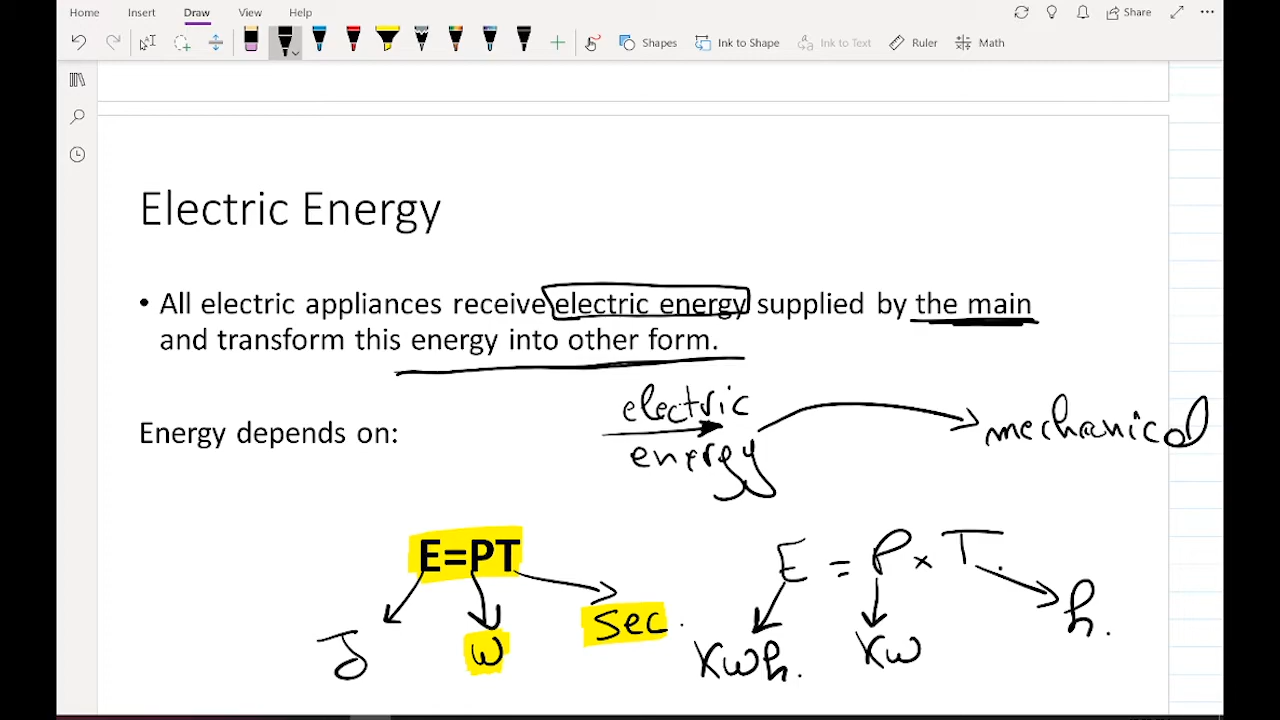 Home Insert Draw View Help Share
Shapes Ink to Shape Ink to Text Ruler Math
Electric Energy
• All electric appliances receive electric energy supplied by the main
and transform this energy into other form.
electric
Energy depends on: mechanical
energy
E=PT E = P × T.
sec. h.
J w Kwh. Kw